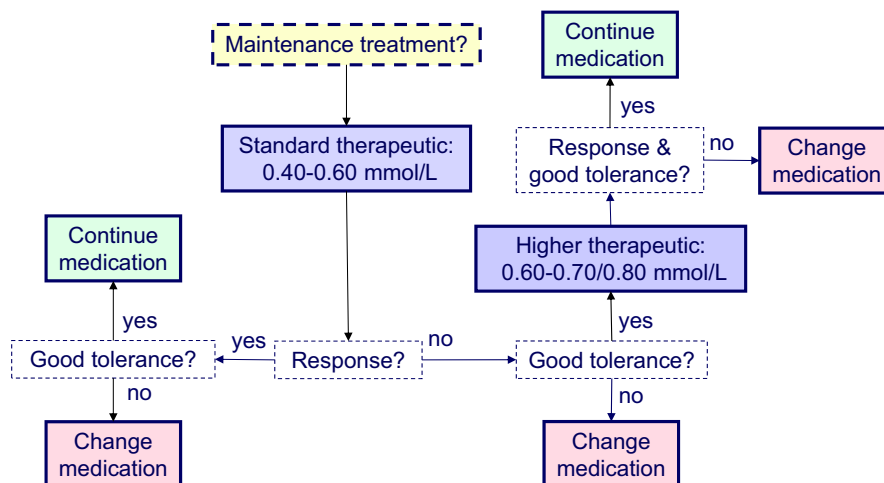 Maintenance treatment?
Continue
medication
yes
Standard therapeutic:
0.40-0.60 mmol/L
Response &
good tolerance?
no
Change
medication
Continue
medication
Higher therapeutic:
0.60-0.70/0.80 mmol/L
yes
yes
Good tolerance?
yes
Response?
no
Good tolerance?
no
no
Change
medication
Change
medication